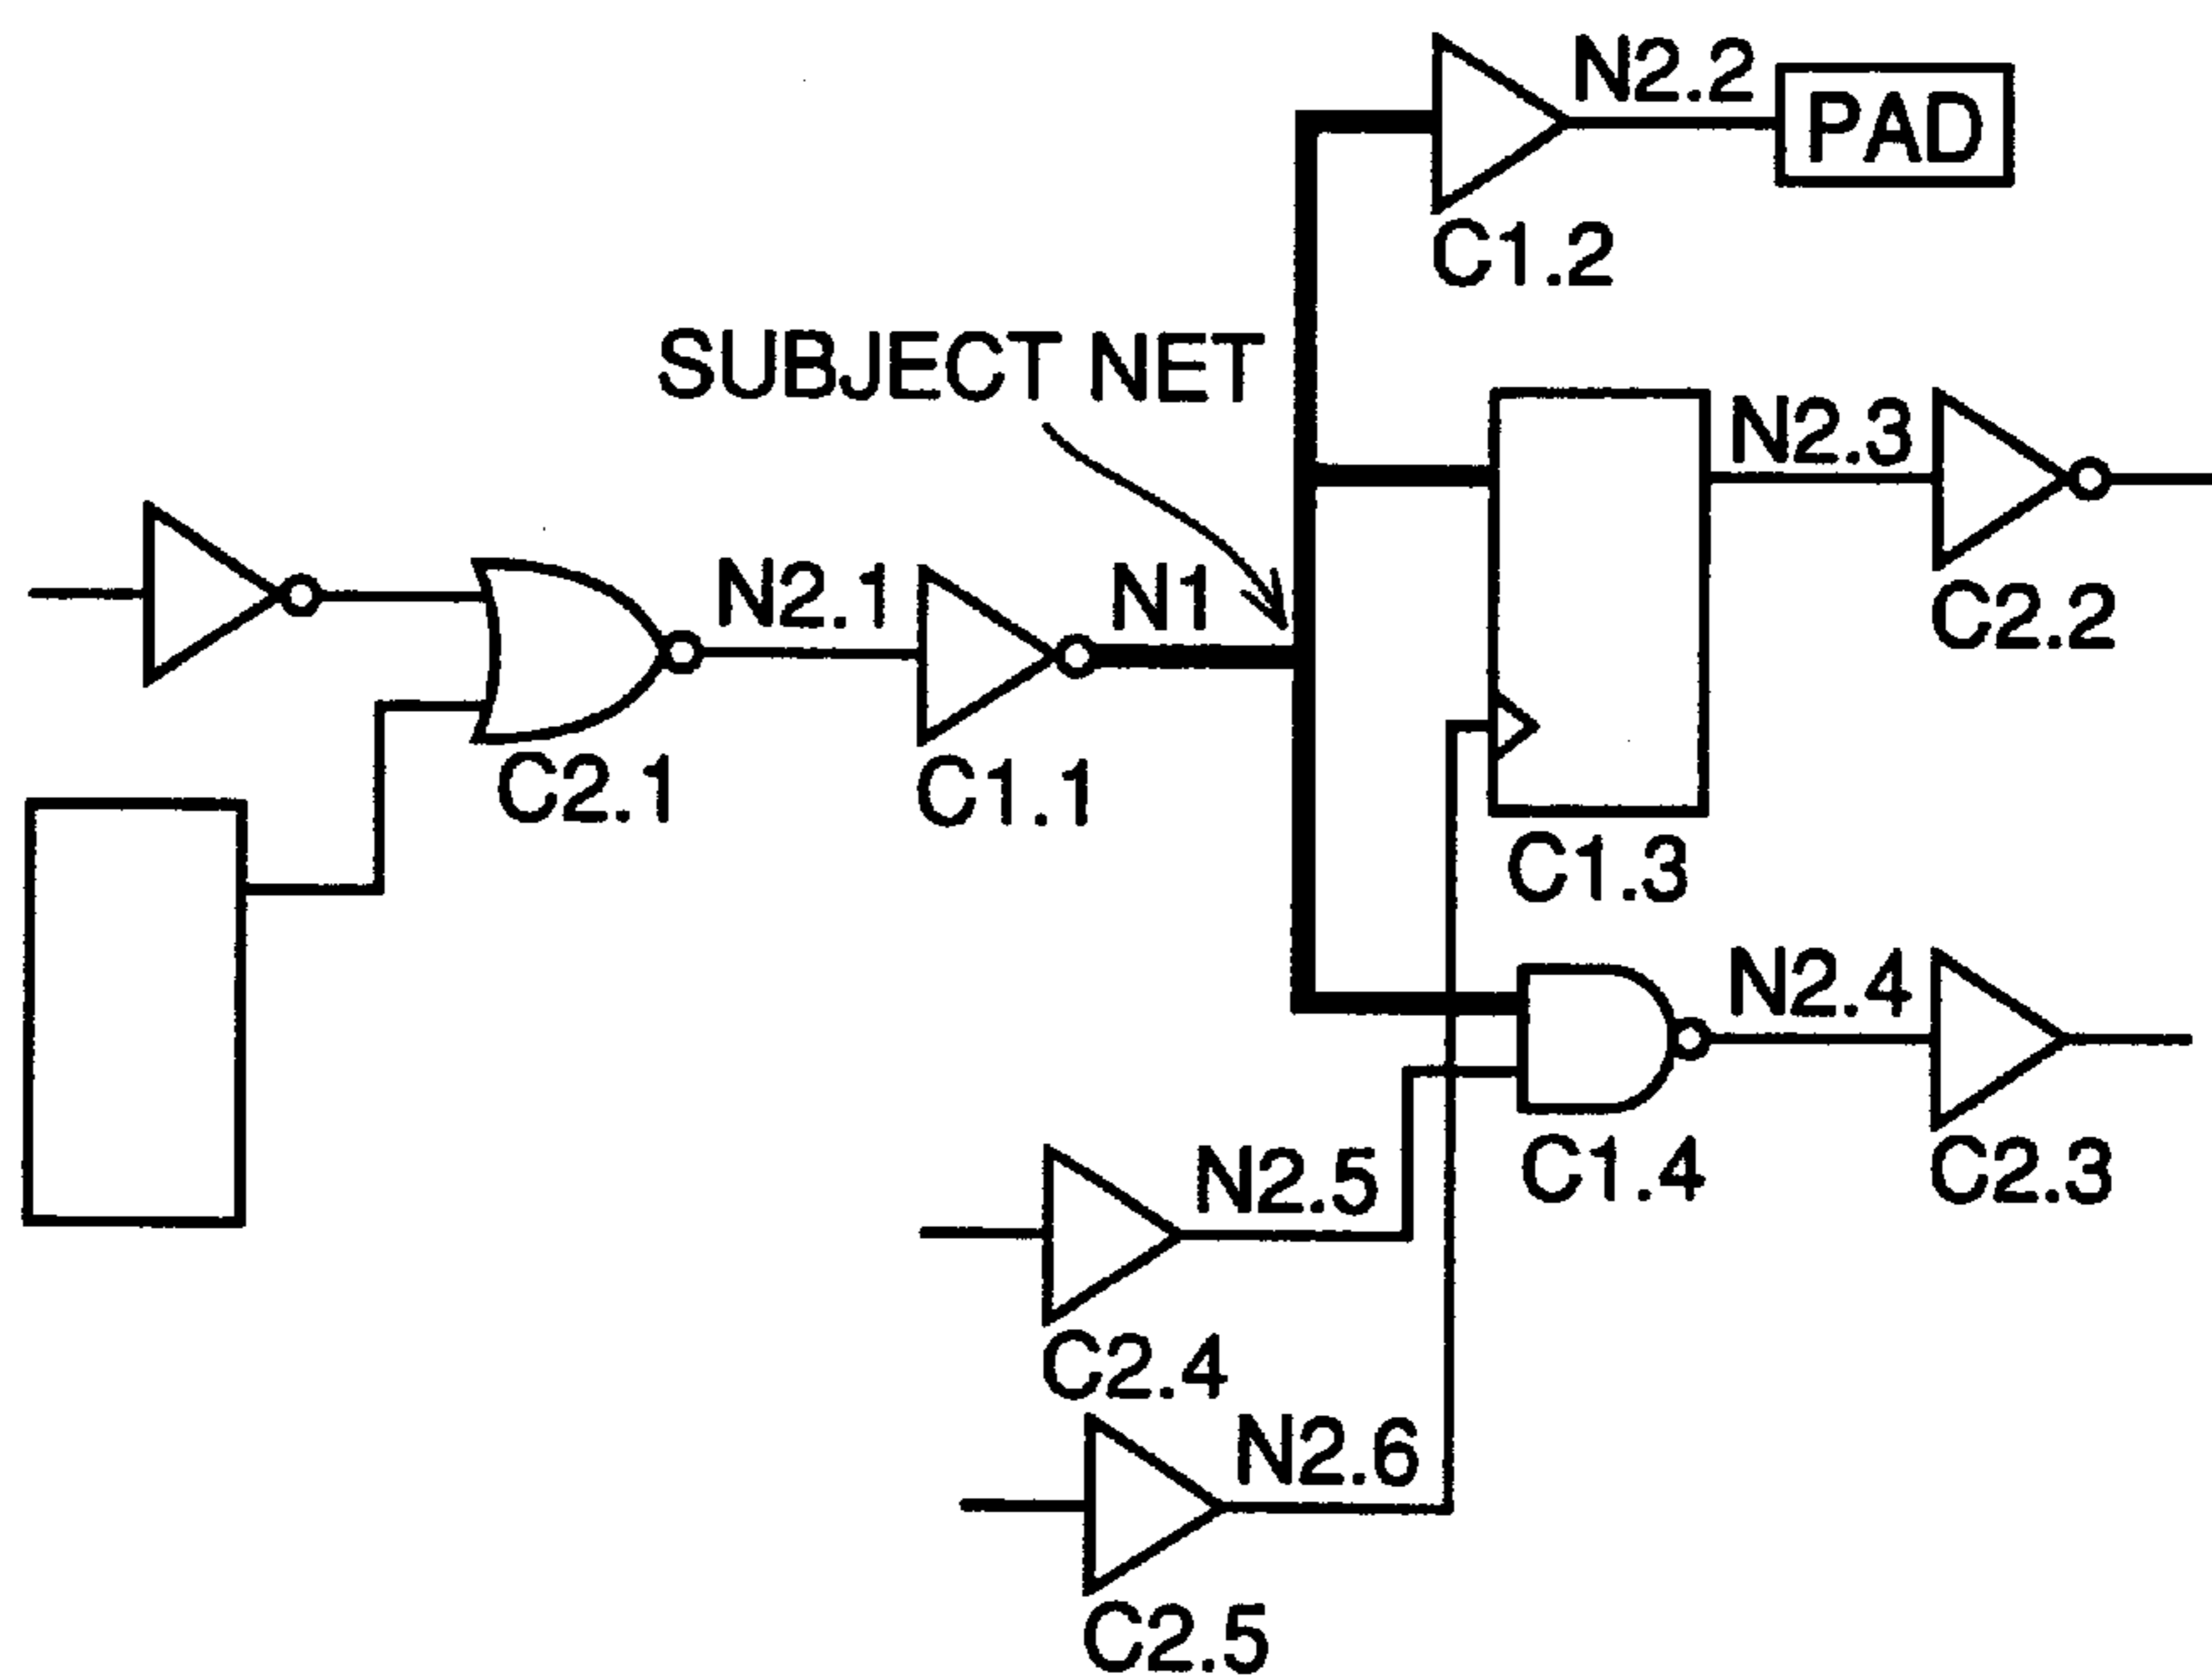 N2.2
PAD
C1.2
SUBJECT NET
N2.3
C2.2
N2.1
N1
C2.1
C1.1
C1.3
N2.4
C1.4
C2.3
N2.5
C2.4
N2.6
C2.5